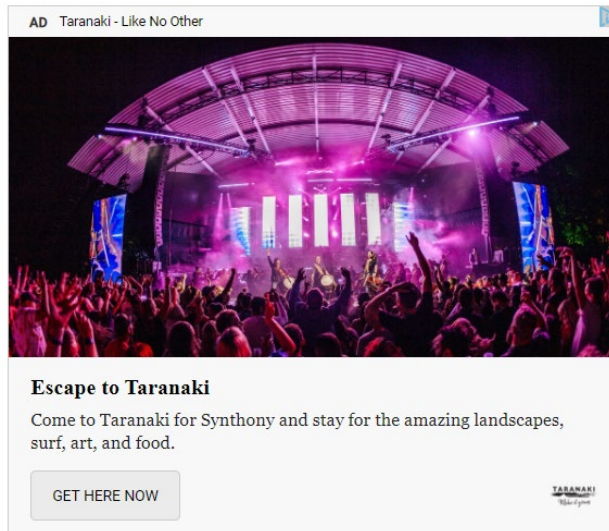 AD Taranaki - Like No Other
Escape to Taranaki
Come to Taranaki for Synthony and stay for the amazing landscapes,
surf, art, and food.
GET HERE NOW
TARANAKI